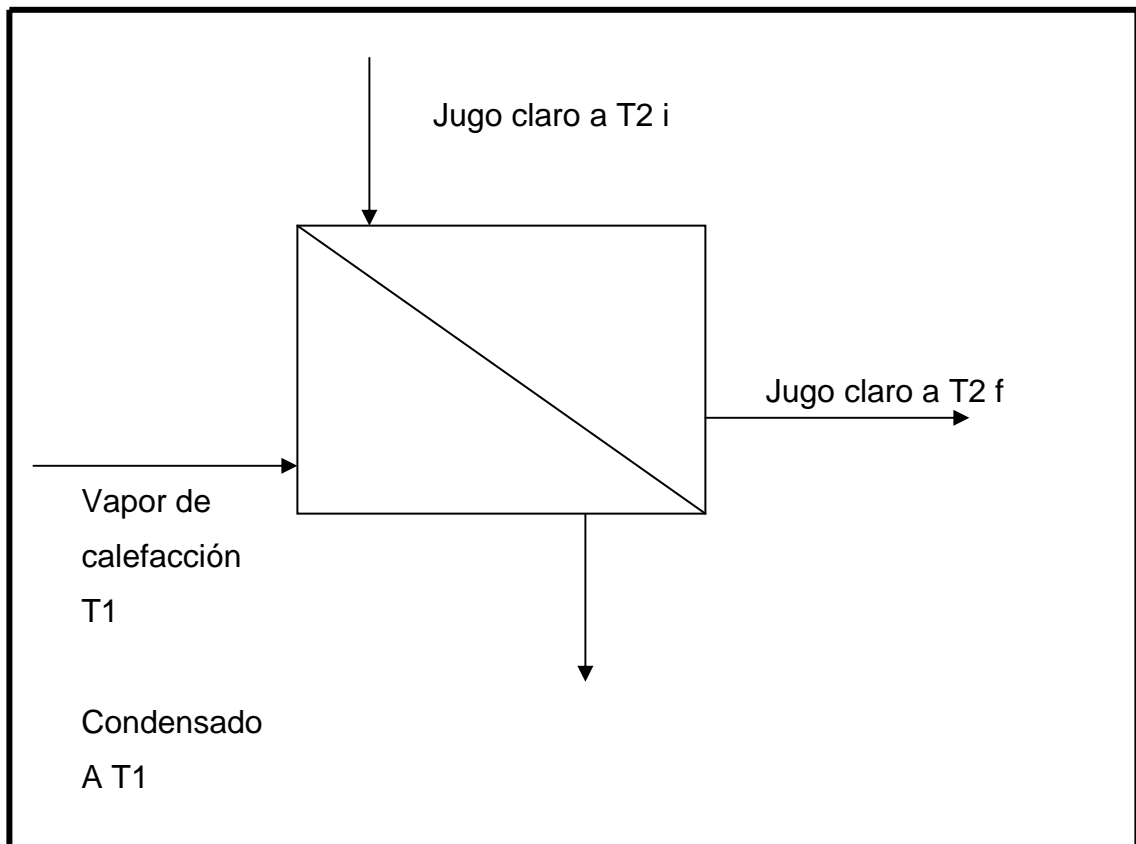 Jugo claro a T2 i
Jugo claro a T2 f
Vapor de
calefacción
T1
Condensado
A T1